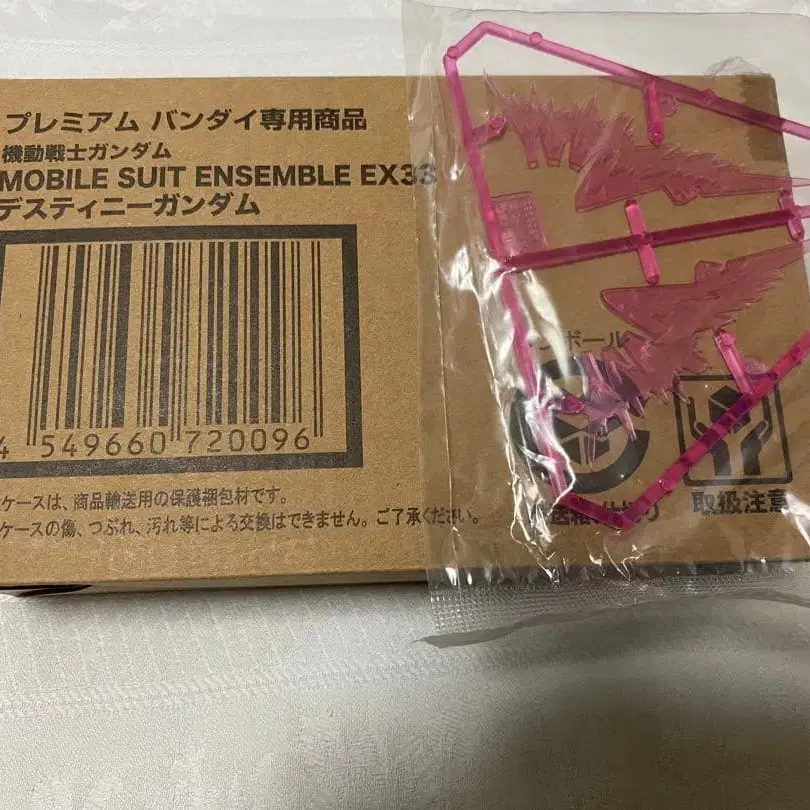 プレミアム バンダイ専用商品
機動戦士ガンダム
MOBILE SUIT ENSEMBLE EX33
デスティニーガンダム
4 549660 720096
ケースは、商品輸送用の保護梱包材です。
ケースの傷、つぶれ、汚れ等による交換はできません。ご了承ください。
ボール
取扱注意